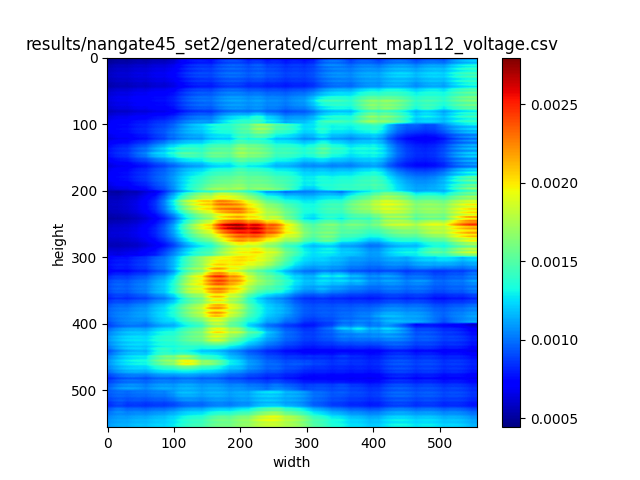 results/nangate45_set2/generated/current_map112_voltage.csv
0
100
200
300
400
500
height
0 100 200 300 400 500
width
0.0025
0.0020
0.0015
0.0010
0.0005